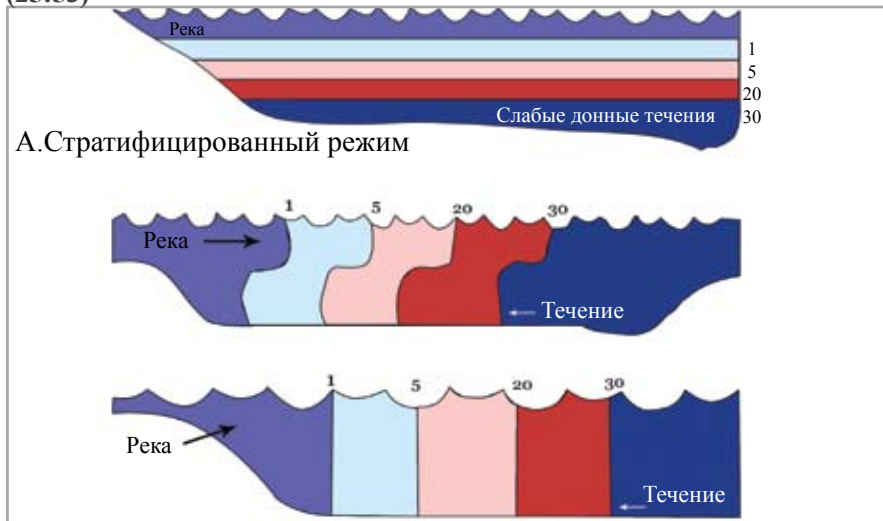 Река
1
5
20
Слабые донные течения 30
А.Стратифицированный режим
1 5 20 30
Река
Течение
1 5 20 30
Река
Течение